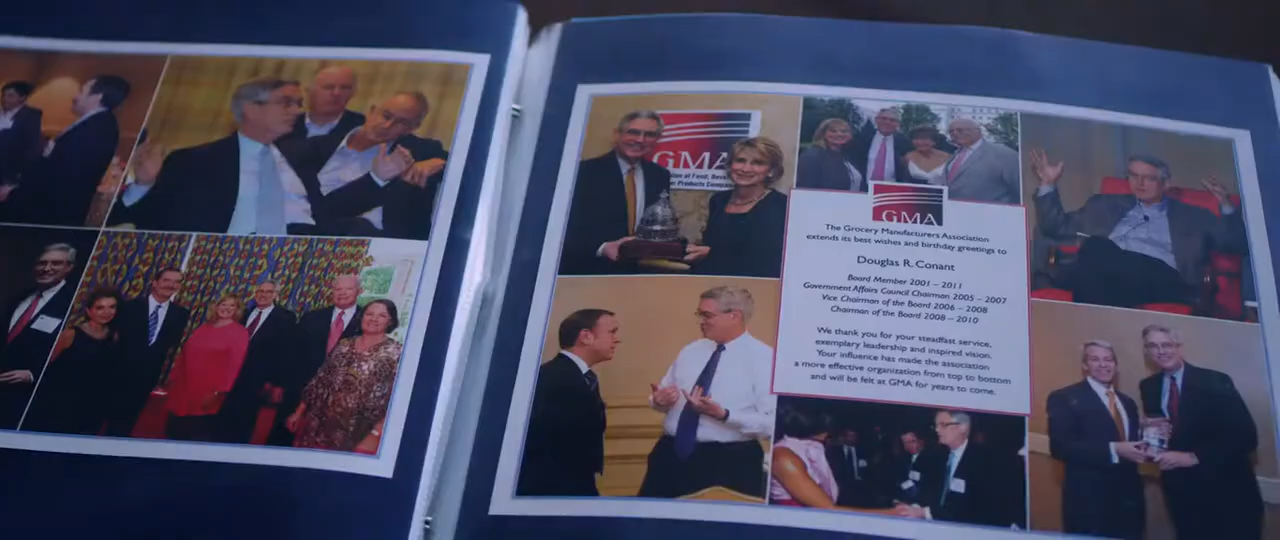 GMA
GMA
The Grocery Manufacturers Association
extends its best wishes and birthday greetings to
Douglas R. Conant
Board Member 2001 – 2011
Government Affairs Council Chairman 2005 – 2007
Vice Chairman of the Board 2006 – 2008
Chairman of the Board 2008 – 2010
We thank you for your steadfast service,
exemplary leadership and inspired vision.
Your influence has made the association
a more effective organization from top to bottom
and will be felt at GMA for years to come.